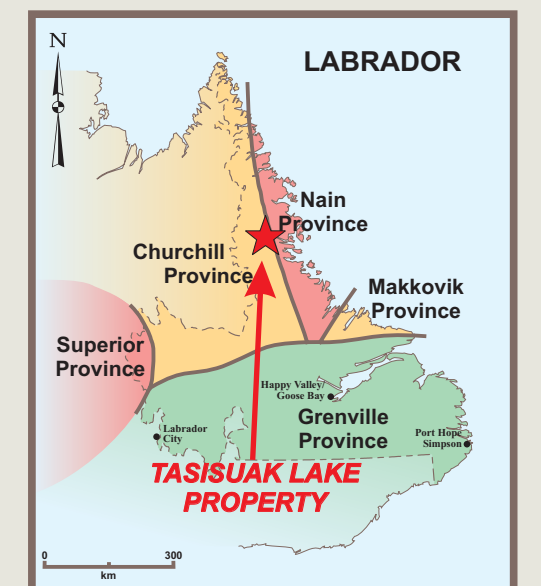 N
LABRADOR
Nain
Province
Churchill
Province
Makkovik
Province
Superior
Province
Happy Valley/
Goose Bay
Grenville
Province
Labrador
City
Port Hope
Simpson
TASISUAK LAKE
PROPERTY
0 300
km